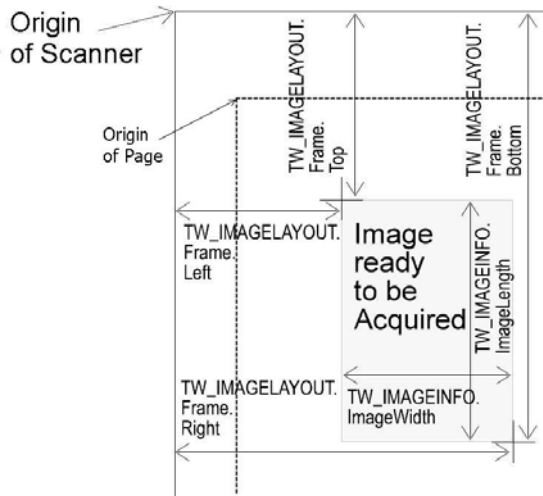 Origin
of Scanner
Origin
of Page
TW_IMAGELAYOUT.
Frame.
Top
TW_IMAGELAYOUT.
Frame.
Bottom
TW_IMAGELAYOUT.
Frame.
Left
Image
ready
to be
Acquired
TW_IMAGEINFO.
ImageLength
TW_IMAGELAYOUT.
Frame.
Right
TW_IMAGEINFO.
ImageWidth